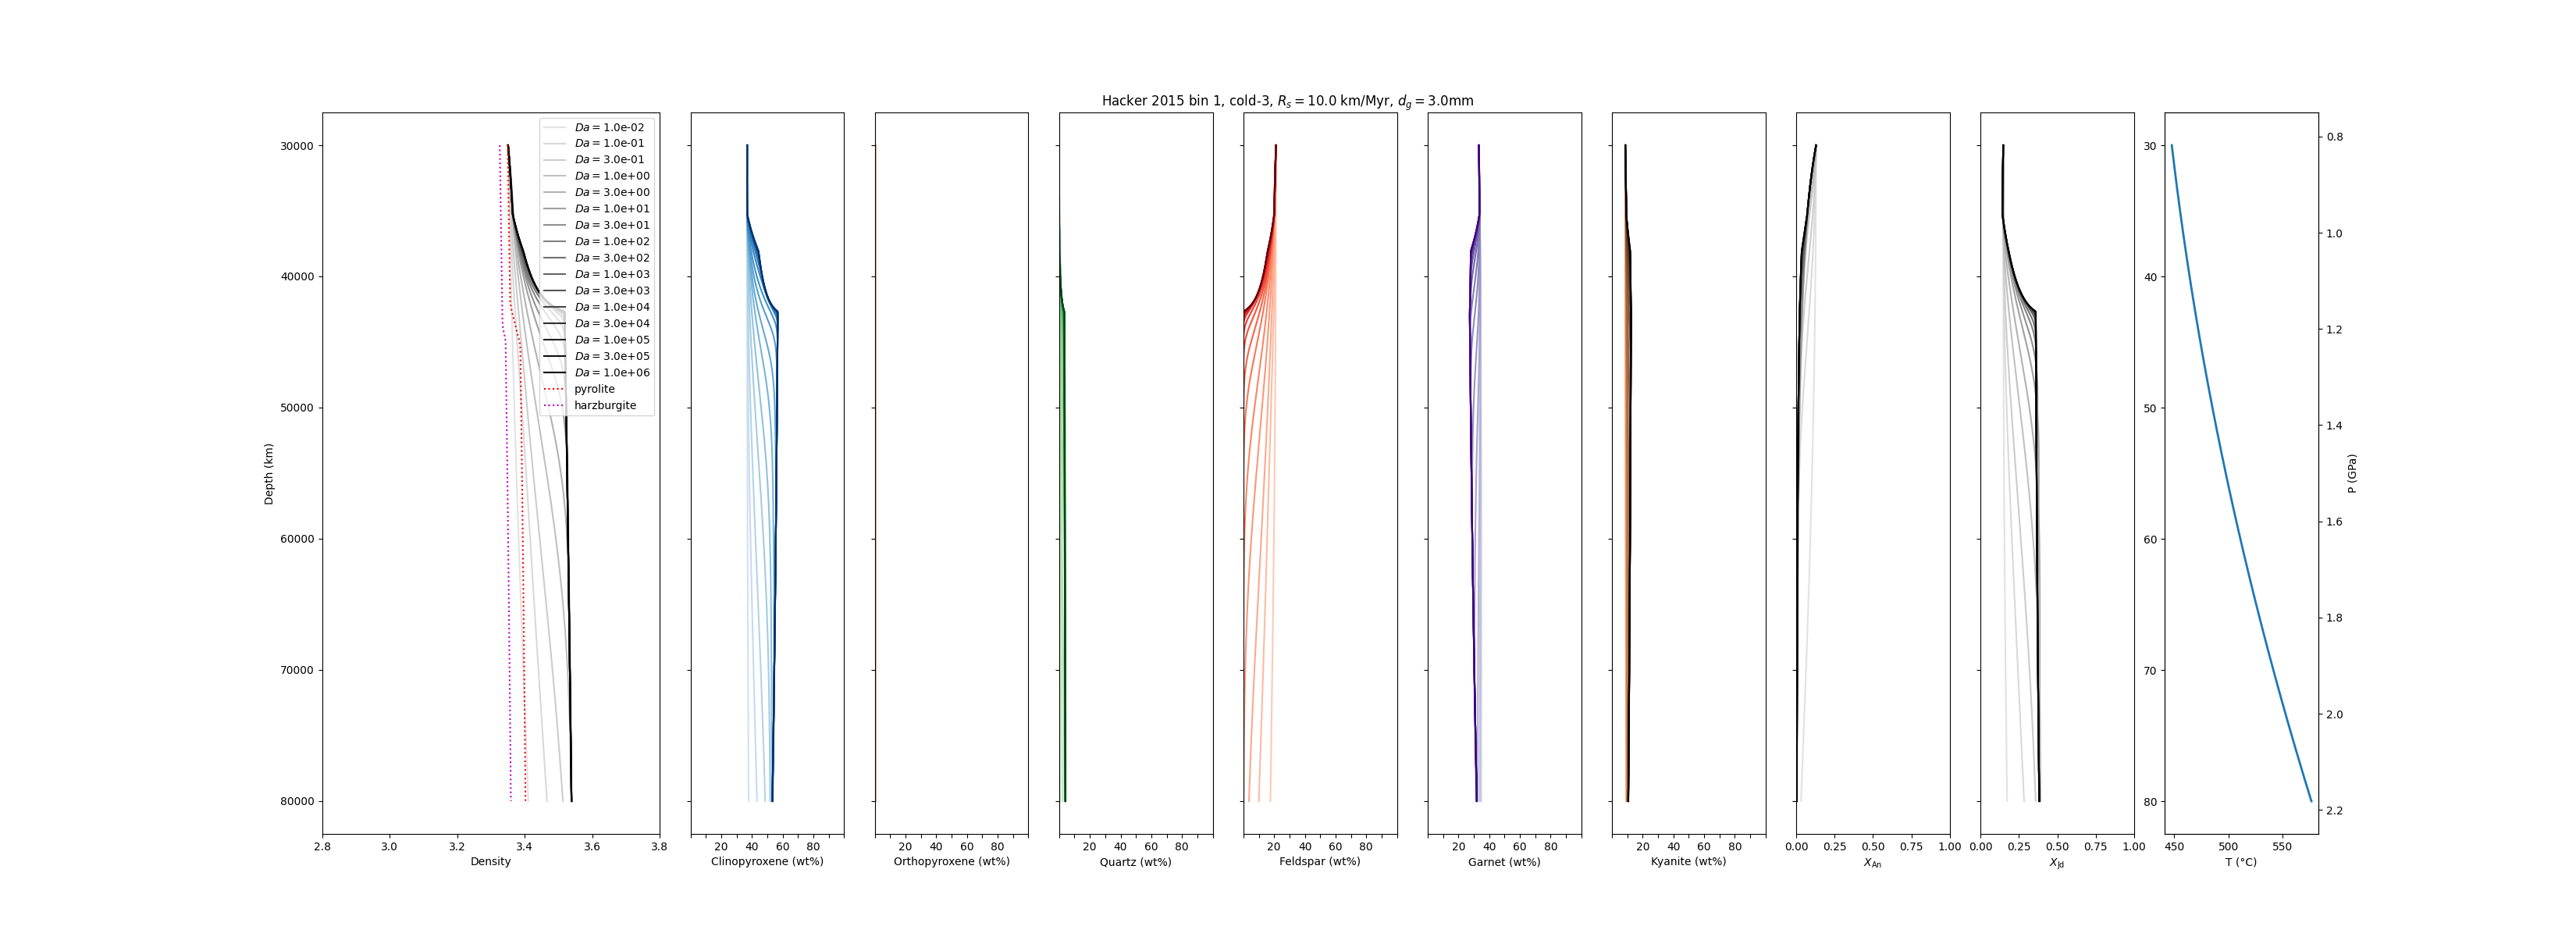 Hacker 2015 bin 1, cold-3, R_s = 10.0 km/Myr, d_g = 3.0mm
Depth (km)
30000
40000
50000
60000
70000
80000
Da = 1.0e-02
Da = 1.0e-01
Da = 3.0e-01
Da = 1.0e+00
Da = 3.0e+00
Da = 1.0e+01
Da = 3.0e+01
Da = 1.0e+02
Da = 3.0e+02
Da = 1.0e+03
Da = 3.0e+03
Da = 1.0e+04
Da = 3.0e+04
Da = 1.0e+05
Da = 3.0e+05
Da = 1.0e+06
pyrolite
harzburgite
2.8 3.0 3.2 3.4 3.6 3.8
Density
20 40 60 80
Clinopyroxene (wt%)
20 40 60 80
Orthopyroxene (wt%)
20 40 60 80
Quartz (wt%)
20 40 60 80
Feldspar (wt%)
20 40 60 80
Garnet (wt%)
20 40 60 80
Kyanite (wt%)
0.00 0.25 0.50 0.75 1.00
X_An
0.00 0.25 0.50 0.75 1.00
X_Jd
30
40
50
60
70
80
450 500 550
T (°C)
0.8
1.0
1.2
1.4
1.6
1.8
2.0
2.2
P (GPa)